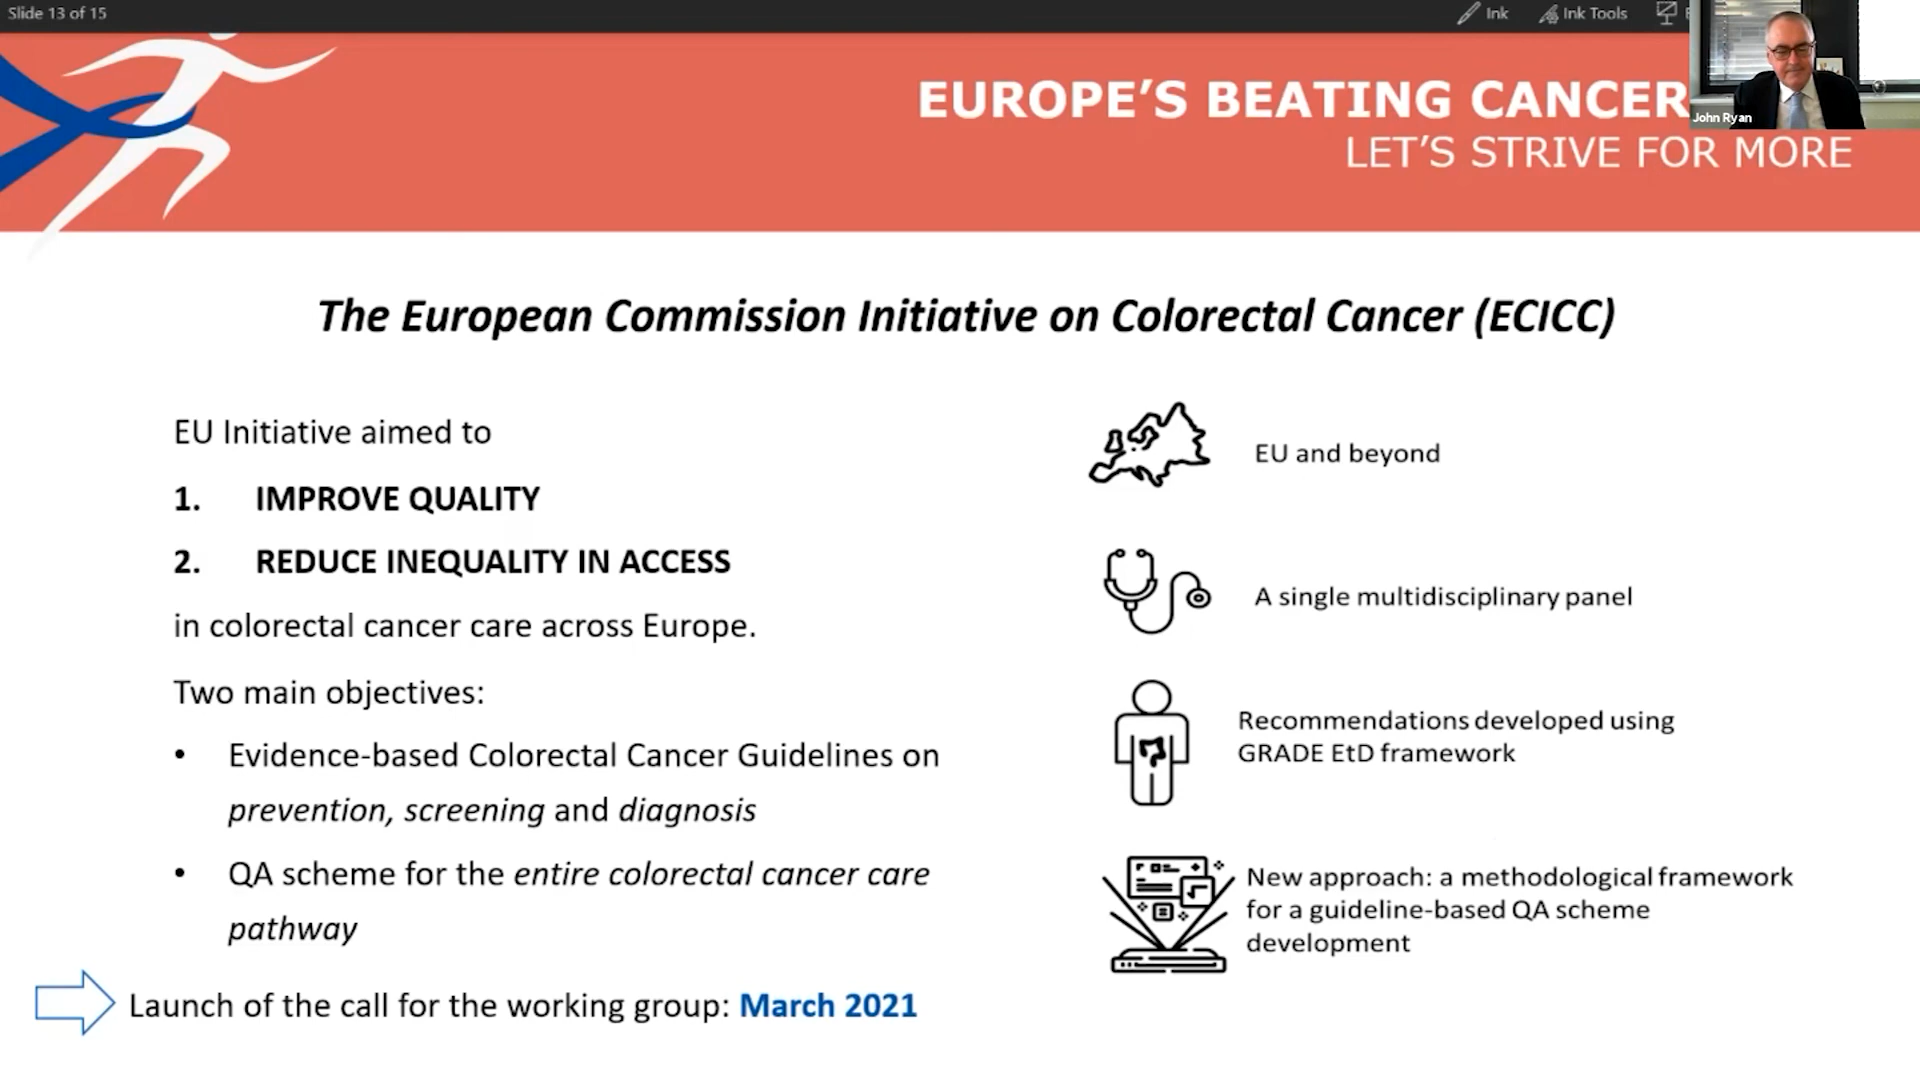 Slide 13 of 15
Ink
Ink Tools
John Ryan
EUROPE'S BEATING CANCER
LET'S STRIVE FOR MORE
The European Commission Initiative on Colorectal Cancer (ECICC)
EU Initiative aimed to
1. IMPROVE QUALITY
2. REDUCE INEQUALITY IN ACCESS
in colorectal cancer care across Europe.
Two main objectives:
• Evidence-based Colorectal Cancer Guidelines on
prevention, screening and diagnosis
• QA scheme for the entire colorectal cancer care
pathway
Launch of the call for the working group: March 2021
EU and beyond
A single multidisciplinary panel
Recommendations developed using
GRADE EtD framework
New approach: a methodological framework
for a guideline-based QA scheme
development